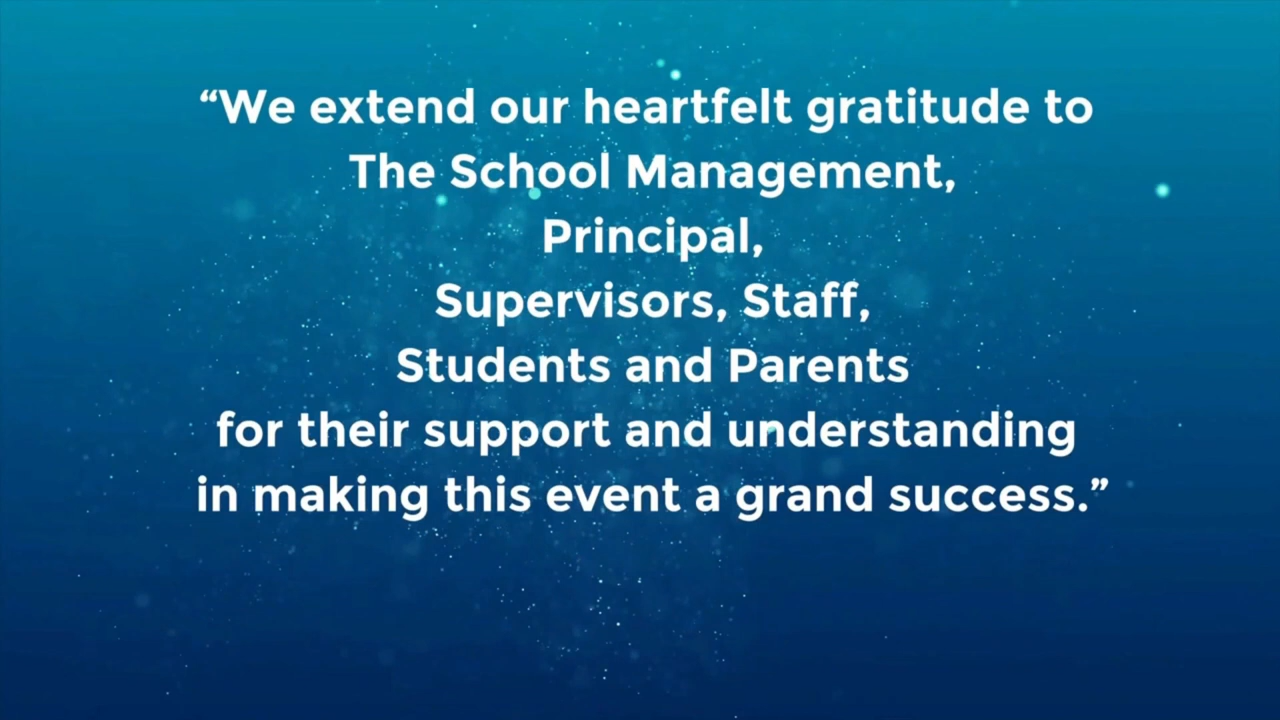 “We extend our heartfelt gratitude to
The School Management,
Principal,
Supervisors, Staff,
Students and Parents
for their support and understanding
in making this event a grand success.”